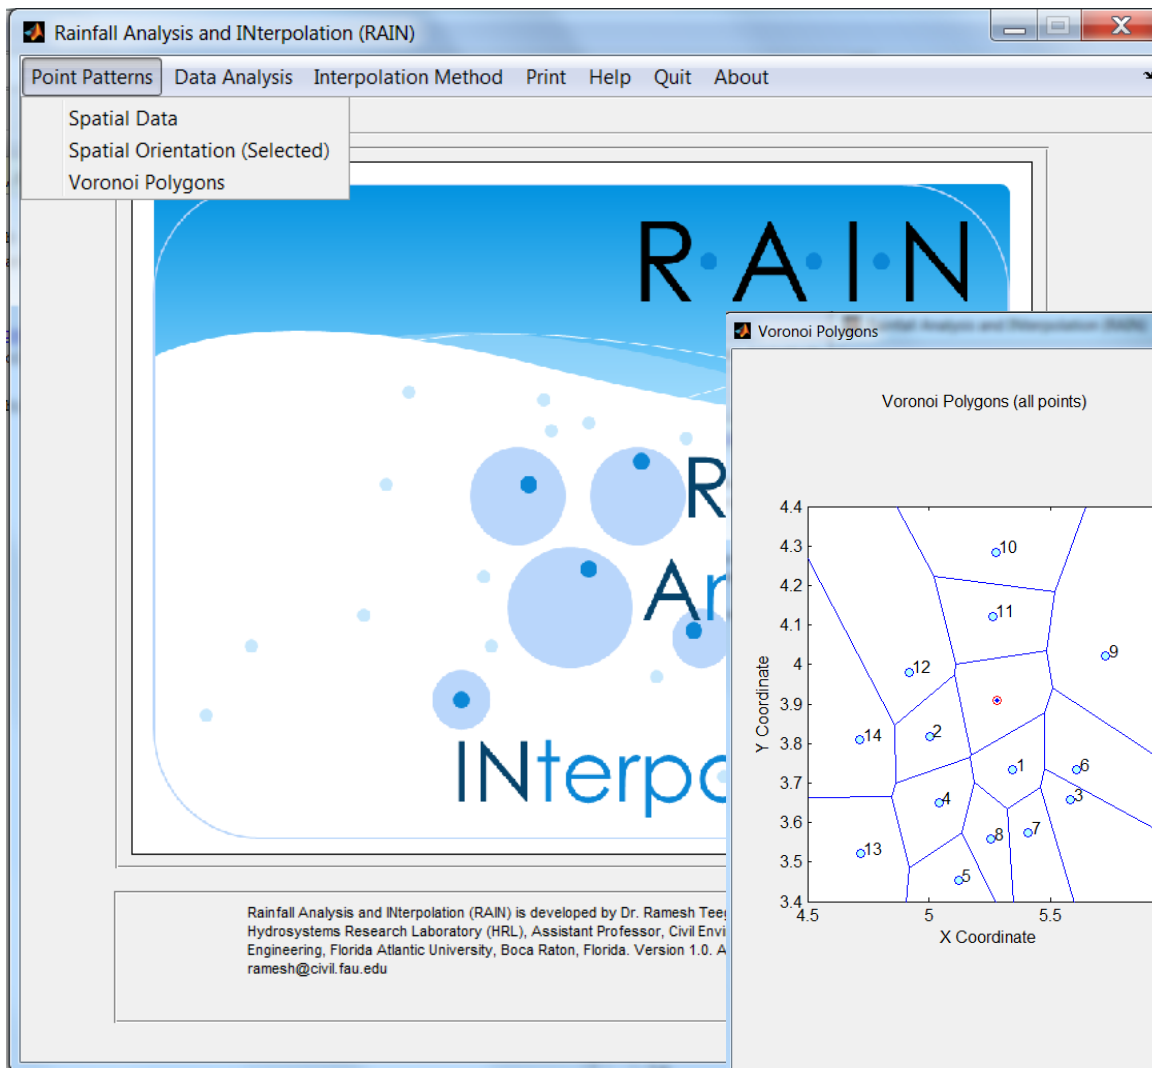 Rainfall Analysis and INterpolation (RAIN)
Point Patterns Data Analysis Interpolation Method Print Help Quit About
Spatial Data
Spatial Orientation (Selected)
Voronoi Polygons
R·A·I·N
R
An
INterpo
Rainfall Analysis and INterpolation (RAIN) is developed by Dr. Ramesh Teeg
Hydrosystems Research Laboratory (HRL), Assistant Professor, Civil Envi
Engineering, Florida Atlantic University, Boca Raton, Florida. Version 1.0. A
ramesh@civil.fau.edu
Voronoi Polygons
Voronoi Polygons (all points)
Y Coordinate
4.4
4.3
4.2
4.1
4
3.9
3.8
3.7
3.6
3.5
3.4
10
11
9
12
2
14
1
6
4
3
8
7
13
5
4.5 5 5.5
X Coordinate